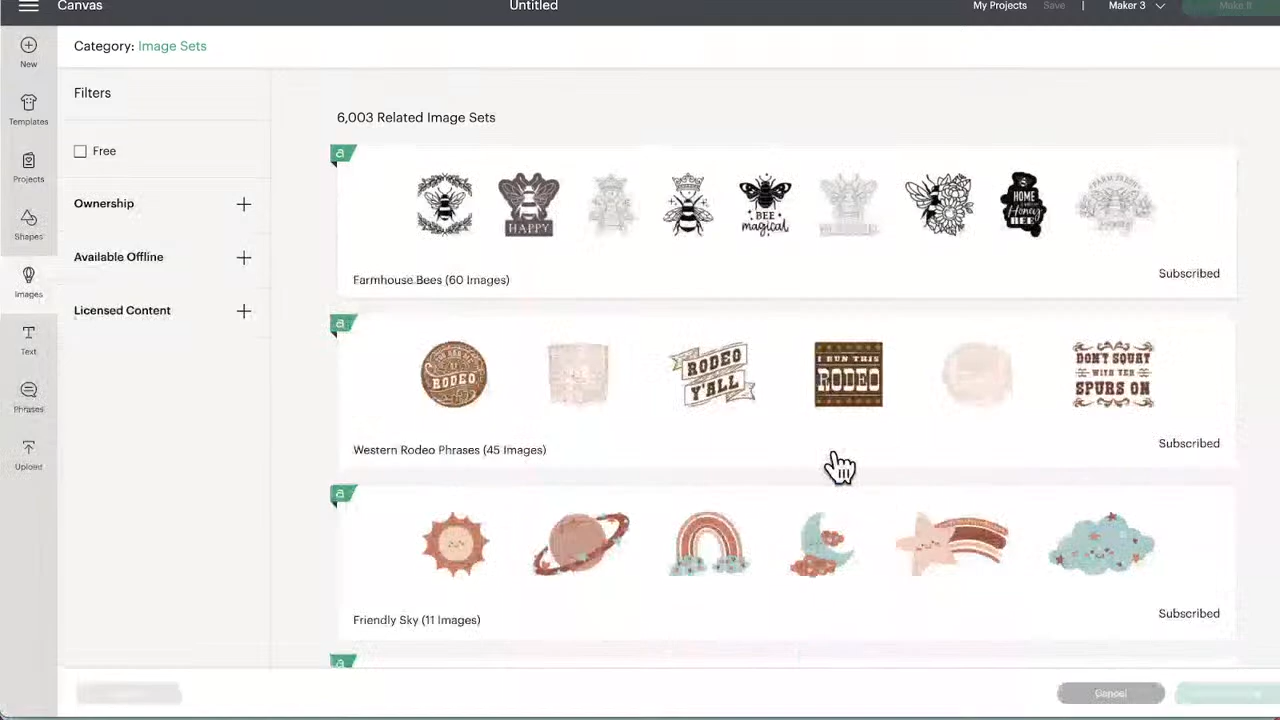 Canvas
Untitled
My Projects
Save
|
Maker 3
Make It
Category: Image Sets
New
Templates
Projects
Shapes
Images
Text
Phrases
Upload
Filters
Free
Ownership
Available Offline
Licensed Content
6,003 Related Image Sets
a
HAPPY
BEE
magical
HOME
Honey
BEE
Farmhouse Bees (60 Images)
Subscribed
a
RODEO
RODEO
Y'ALL
I RUN THIS
RODEO
DON'T SQUAT
WITH YER
SPURS ON
Western Rodeo Phrases (45 Images)
Subscribed
a
Friendly Sky (11 Images)
Subscribed
a
Cancel